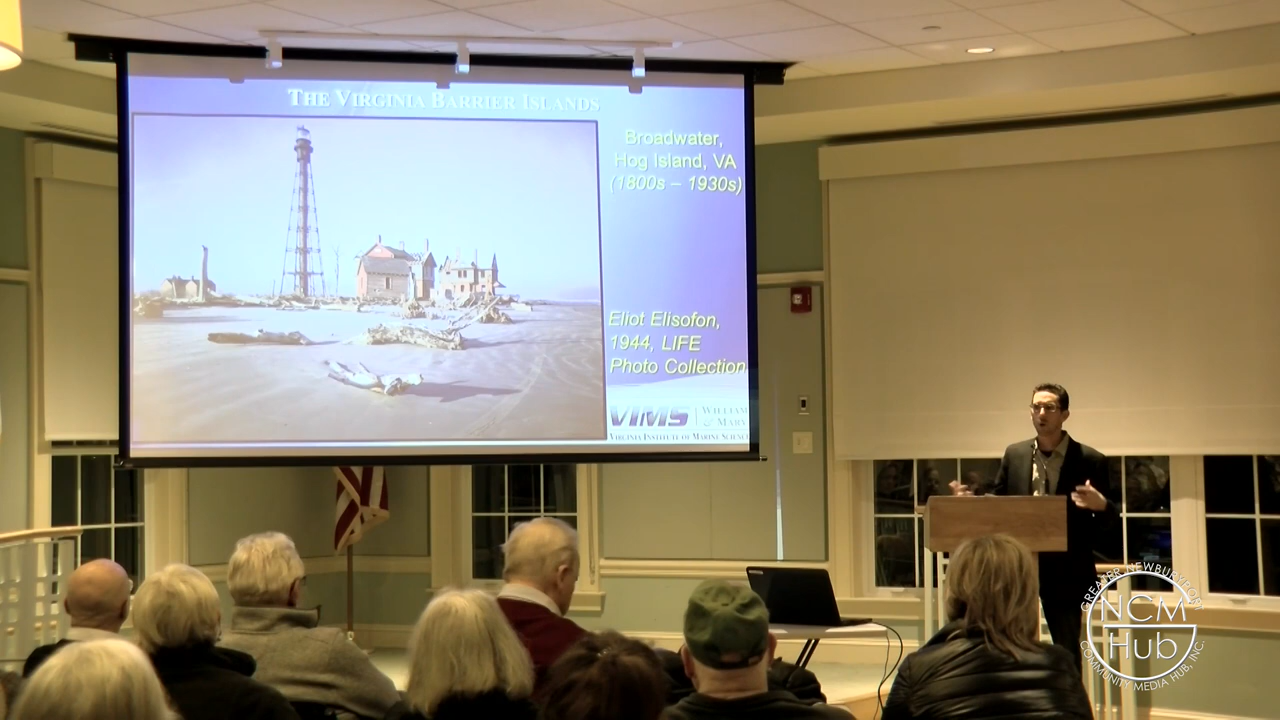 THE VIRGINIA BARRIER ISLANDS
Broadwater,
Hog Island, VA
(1800s – 1930s)
Eliot Elisofon,
1944, LIFE
Photo Collection
VIMS
WILLIAM
& MARY
VIRGINIA INSTITUTE OF MARINE SCIENCE
GREATER NEWBURYPORT
NCM
Hub
COMMUNITY MEDIA HUB, INC.